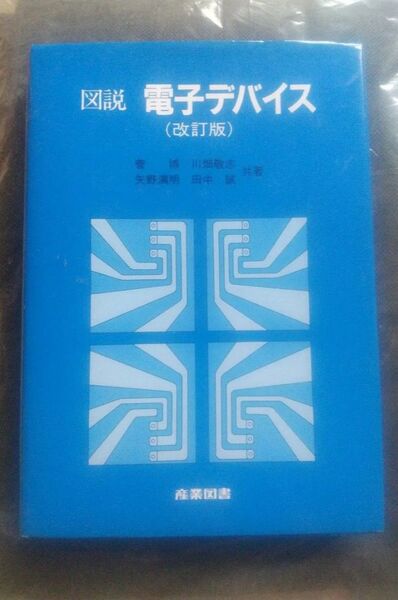 図説 電子デバイス
(改訂版)
菅 博 川畑敬志
矢野満明 田中 誠 共著
産業図書